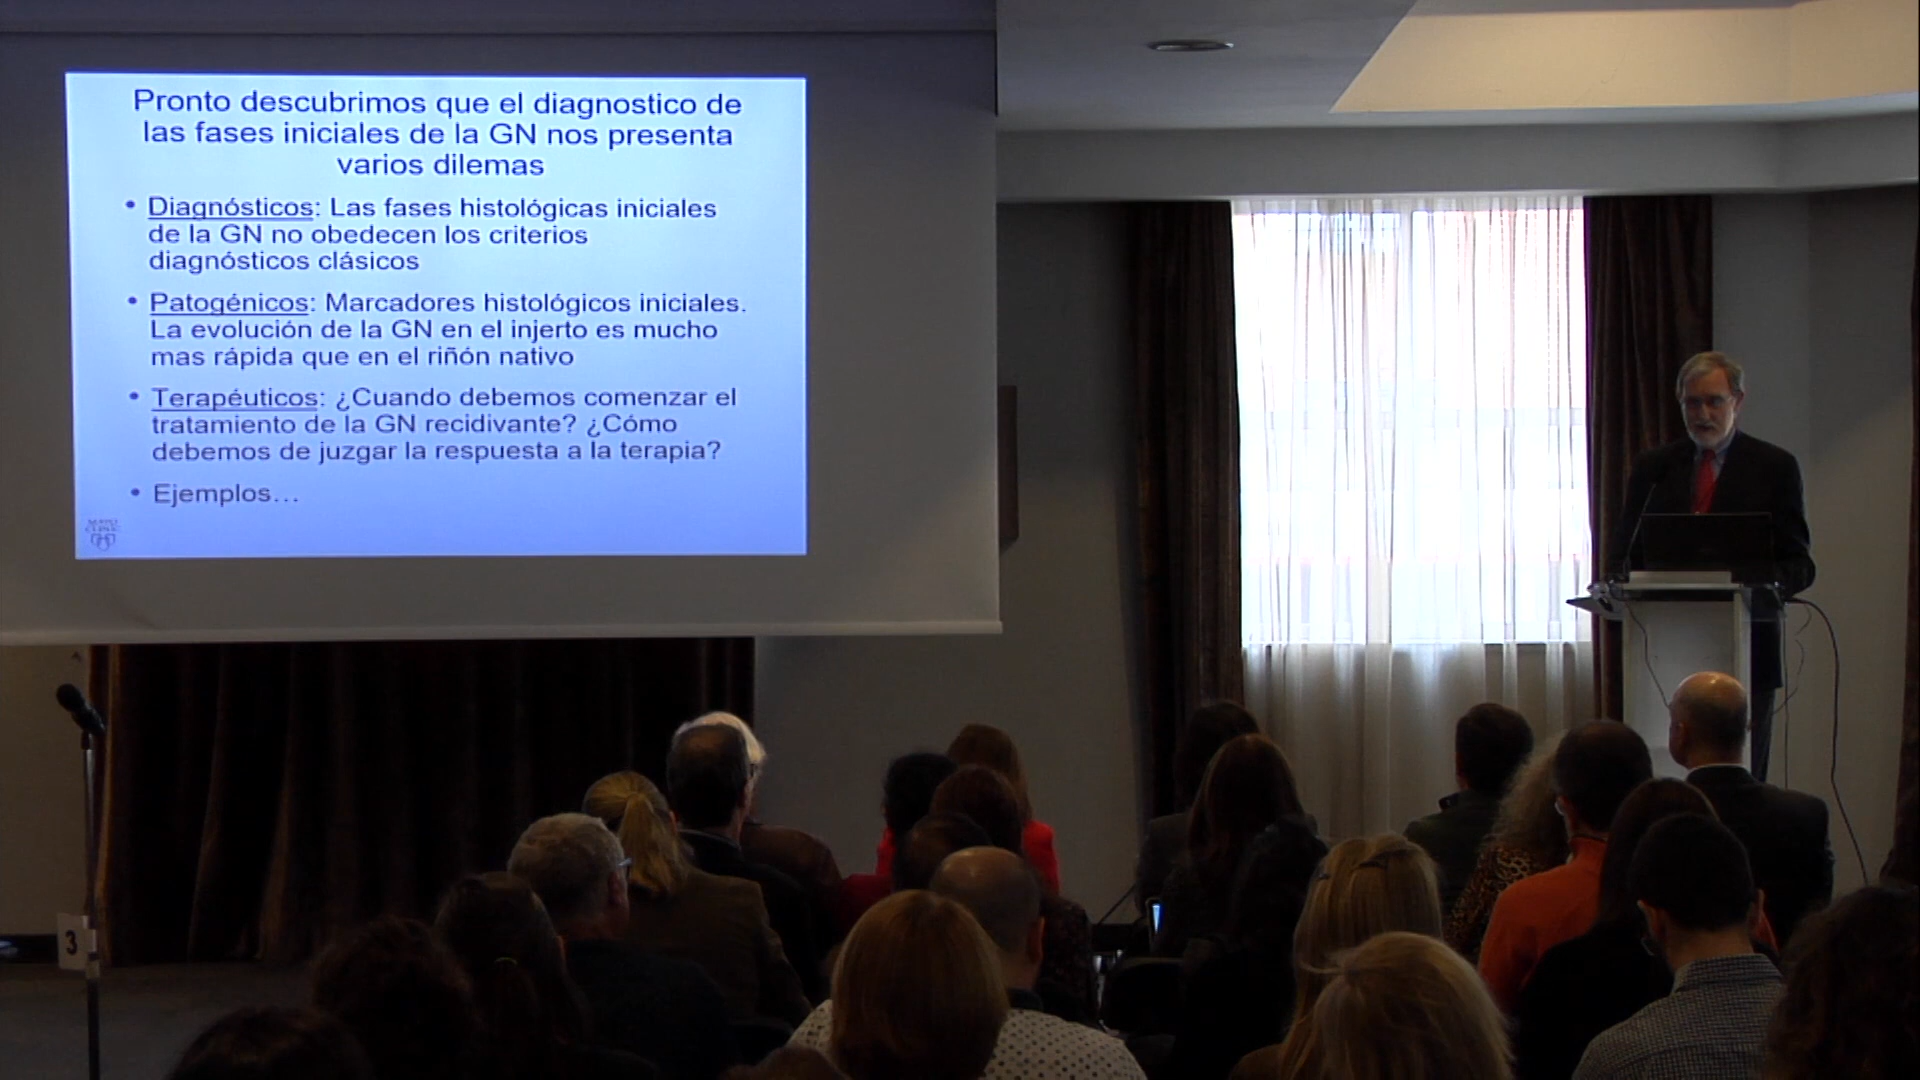 Pronto descubrimos que el diagnostico de
las fases iniciales de la GN nos presenta
varios dilemas
• Diagnósticos: Las fases histológicas iniciales
de la GN no obedecen los criterios
diagnósticos clásicos
• Patogénicos: Marcadores histológicos iniciales.
La evolución de la GN en el injerto es mucho
mas rápida que en el riñón nativo
• Terapéuticos: ¿Cuando debemos comenzar el
tratamiento de la GN recidivante? ¿Cómo
debemos de juzgar la respuesta a la terapia?
• Ejemplos…
MAYO
CLINIC
3